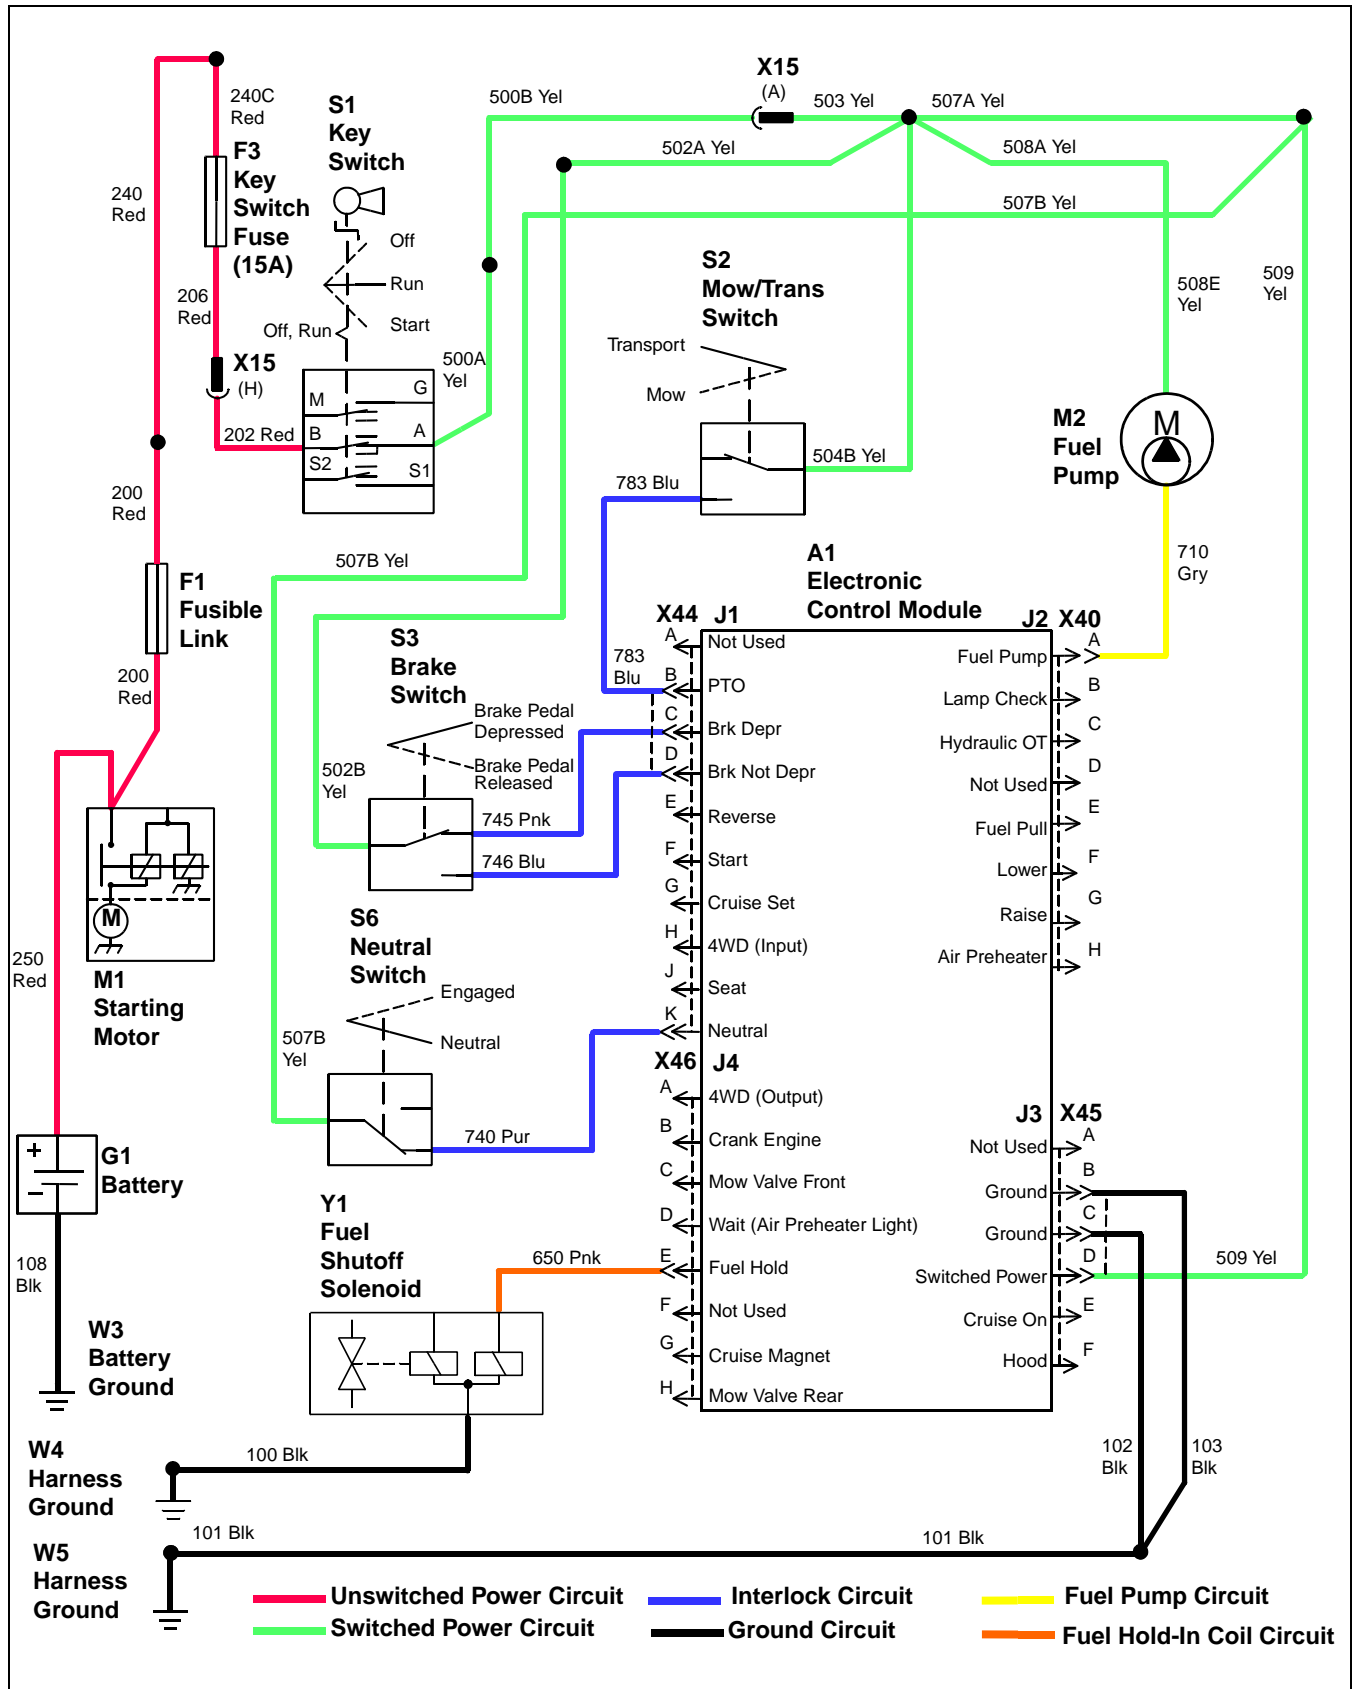 X15
(A)
500B Yel
503 Yel
507A Yel
240C
Red
S1
Key
Switch
502A Yel
508A Yel
F3
Key
Switch
Fuse
(15A)
240
Red
507B Yel
Off
Run
Start
Off, Run
S2
Mow/Trans
Switch
508E
Yel
509
Yel
206
Red
X15
(H)
500A
Yel
Transport
Mow
M
G
B
A
S2
S1
202 Red
504B Yel
M2
Fuel
Pump
M
783 Blu
200
Red
507B Yel
A1
Electronic
Control Module
710
Gry
F1
Fusible
Link
200
Red
S3
Brake
Switch
Brake Pedal
Depressed
Brake Pedal
Released
502B
Yel
745 Pnk
746 Blu
783
Blu
X44
J1
A
Not Used
B
PTO
C
Brk Depr
D
Brk Not Depr
E
Reverse
F
Start
G
Cruise Set
H
4WD (Input)
J
Seat
K
Neutral
J2
X40
Fuel Pump
A
Lamp Check
B
Hydraulic OT
C
Not Used
D
Fuel Pull
E
Lower
F
Raise
G
Air Preheater
H
M
M1
Starting
Motor
250
Red
S6
Neutral
Switch
Engaged
Neutral
507B
Yel
740 Pur
X46
J4
A
4WD (Output)
B
Crank Engine
C
Mow Valve Front
D
Wait (Air Preheater Light)
E
Fuel Hold
F
Not Used
G
Cruise Magnet
H
Mow Valve Rear
J3
X45
Not Used
A
Ground
B
Ground
C
Switched Power
D
Cruise On
E
Hood
F
509 Yel
+
−
G1
Battery
108
Blk
Y1
Fuel
Shutoff
Solenoid
650 Pnk
W3
Battery
Ground
W4
Harness
Ground
100 Blk
102
Blk
103
Blk
W5
Harness
Ground
101 Blk
101 Blk
Unswitched Power Circuit
Interlock Circuit
Fuel Pump Circuit
Switched Power Circuit
Ground Circuit
Fuel Hold-In Coil Circuit